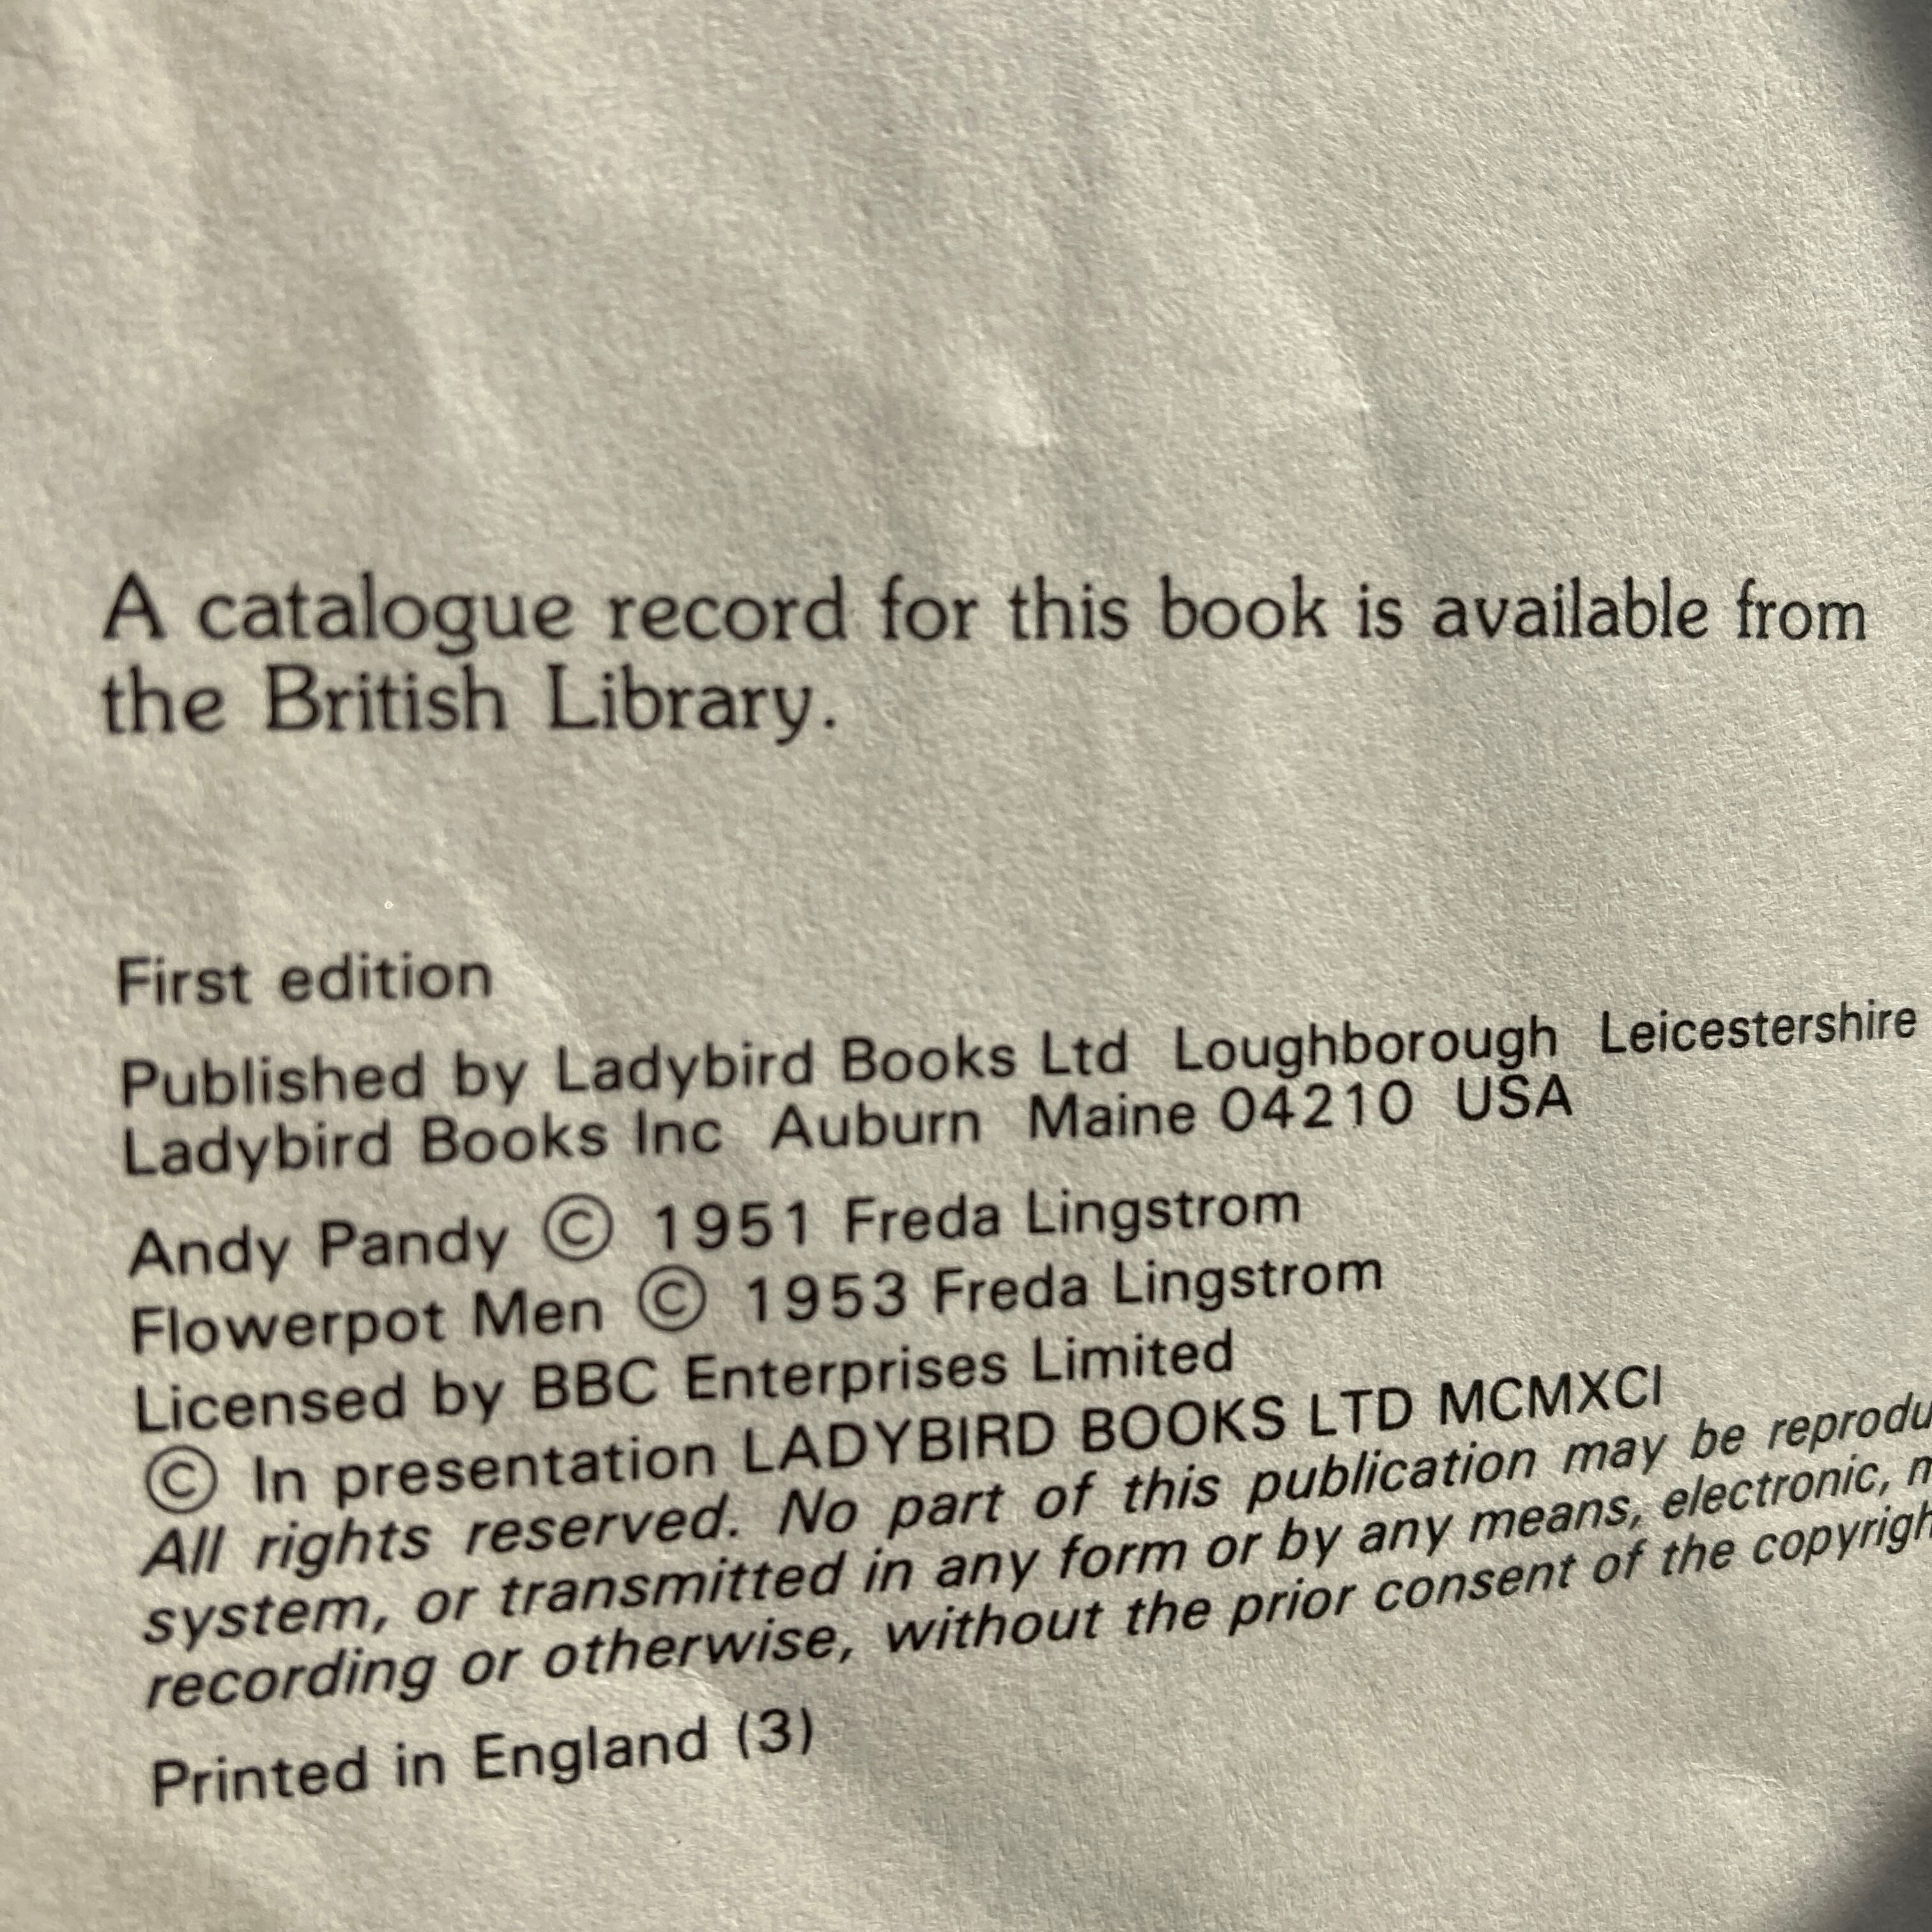 A catalogue record for this book is available from
the British Library.
First edition
Published by Ladybird Books Ltd Loughborough Leicestershire
Ladybird Books Inc Auburn Maine 04210 USA
Andy Pandy © 1951 Freda Lingstrom
Flowerpot Men © 1953 Freda Lingstrom
Licensed by BBC Enterprises Limited
© In presentation LADYBIRD BOOKS LTD MCMXCI
All rights reserved. No part of this publication may be
system, or transmitted in any form or by any means, electronic,
recording or otherwise, without the prior consent of the
Printed in England (3)